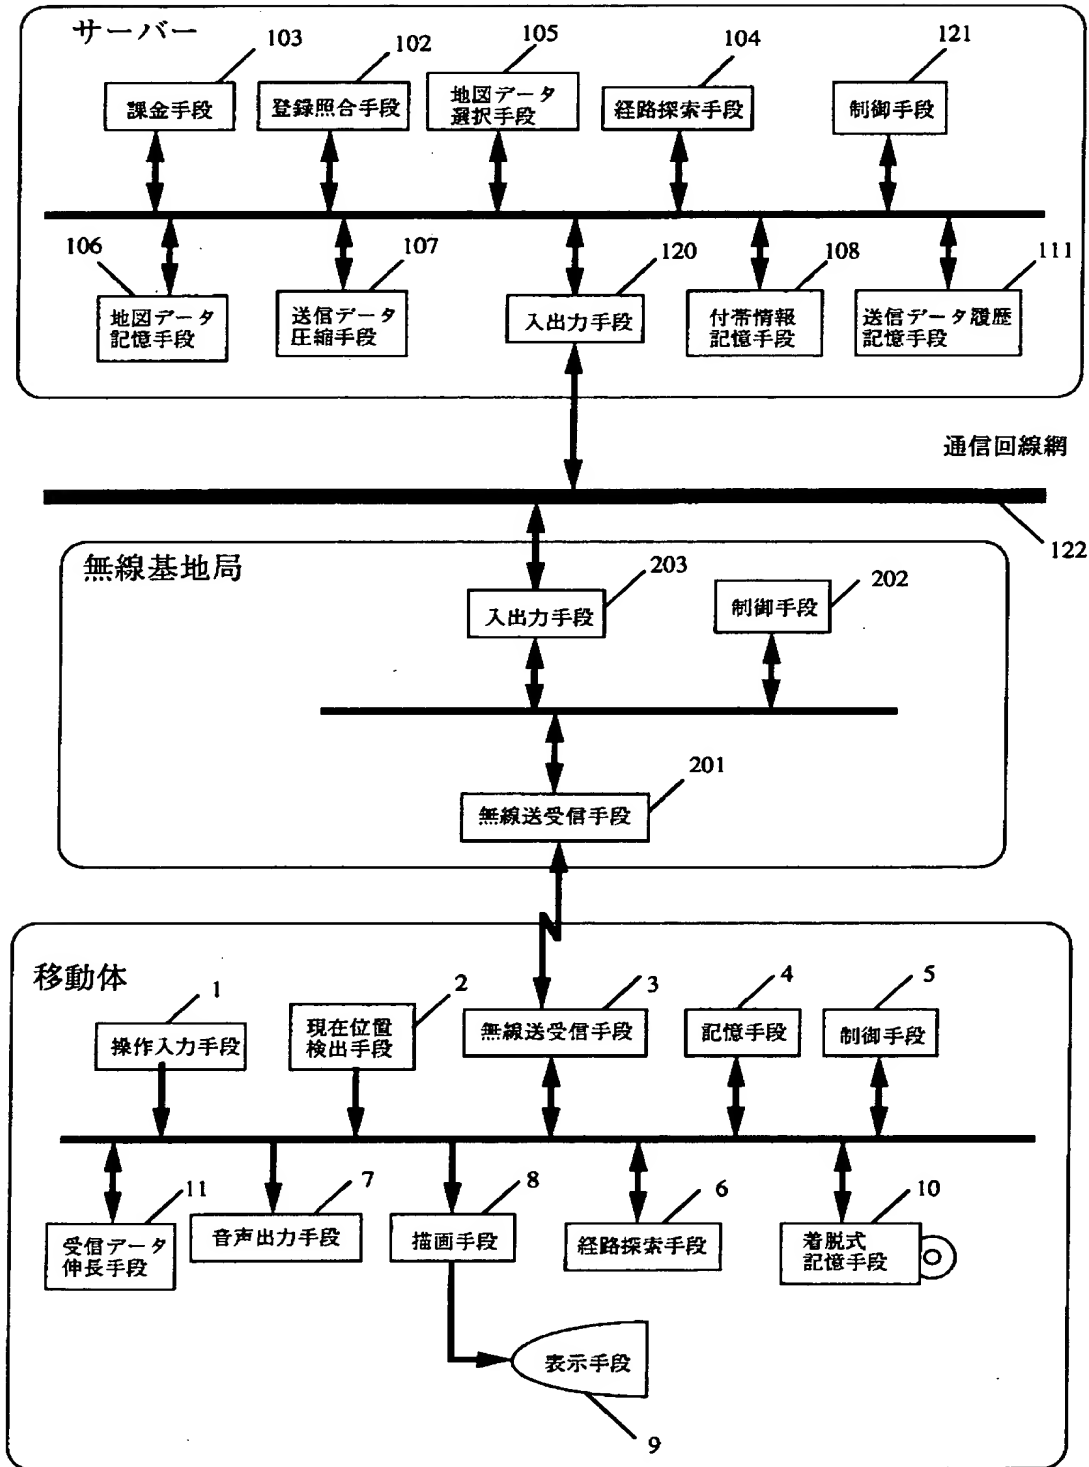 サーバー
103
102
105
104
121
課金手段
登録照合手段
地図データ
選択手段
経路探索手段
制御手段
106
107
120
108
111
地図データ
記憶手段
送信データ
圧縮手段
入出力手段
付帯情報
記憶手段
送信データ履歴
記憶手段
通信回線網
122
無線基地局
203
202
入出力手段
制御手段
201
無線送受信手段
移動体
1
2
3
4
5
操作入力手段
現在位置
検出手段
無線送受信手段
記憶手段
制御手段
11
7
8
6
10
受信データ
伸長手段
音声出力手段
描画手段
経路探索手段
着脱式
記憶手段
表示手段
9